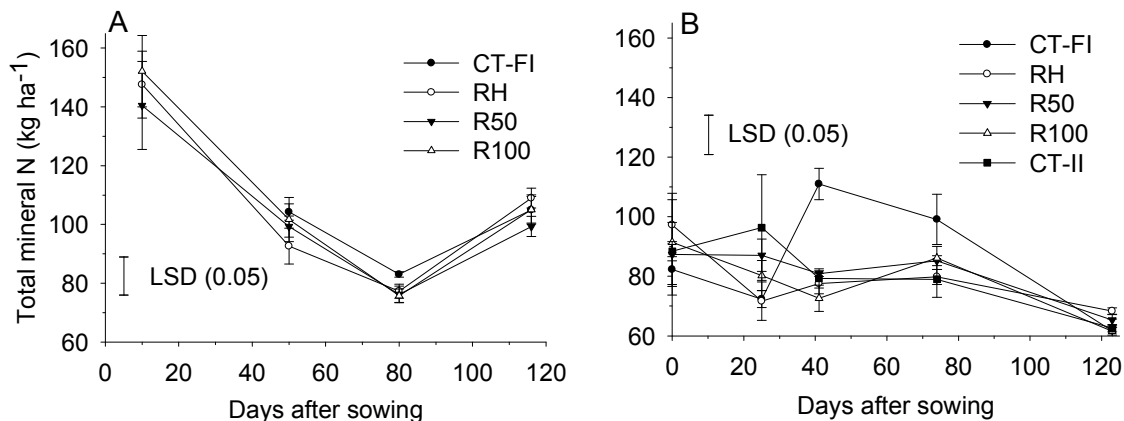 A
Total mineral N (kg ha⁻¹)
160
140
120
100
80
60
CT-FI
RH
R50
R100
LSD (0.05)
0 20 40 60 80 100 120
Days after sowing
B
160
140
120
100
80
60
CT-FI
RH
R50
R100
CT-II
LSD (0.05)
0 20 40 60 80 100 120
Days after sowing